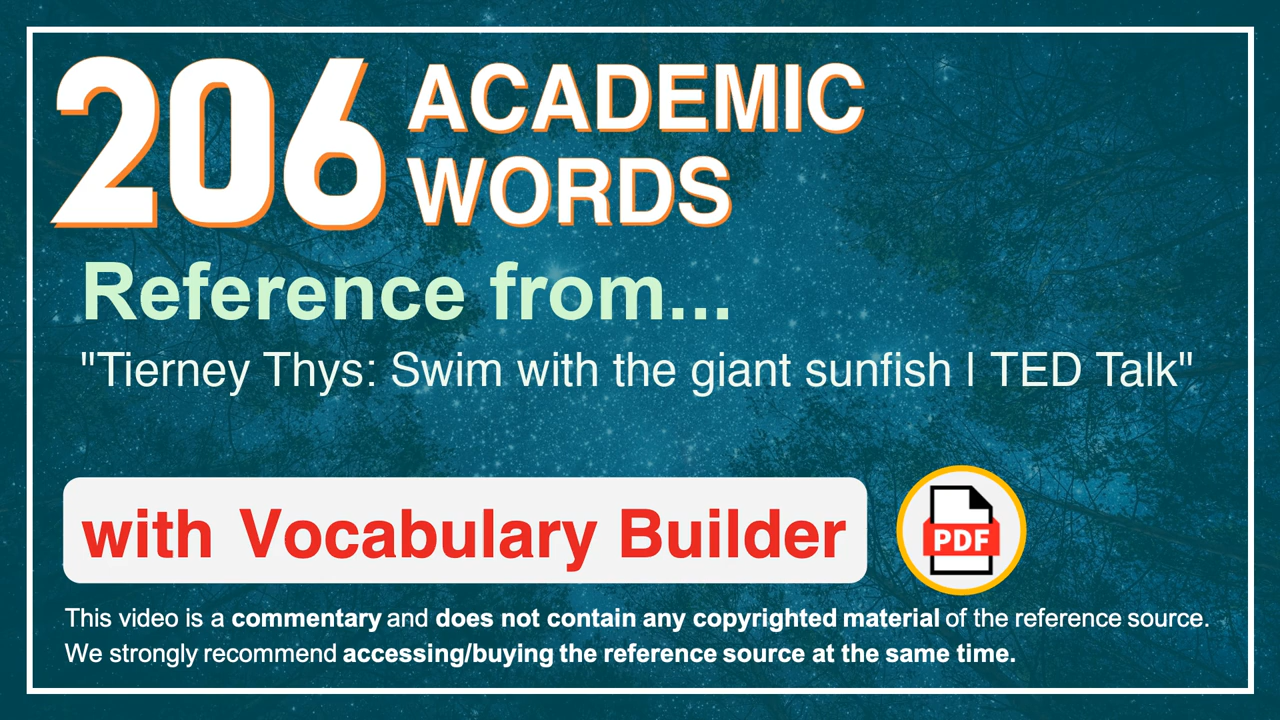 206 ACADEMIC
WORDS
Reference from...
"Tierney Thys: Swim with the giant sunfish | TED Talk"
with Vocabulary Builder
PDF
This video is a commentary and does not contain any copyrighted material of the reference source.
We strongly recommend accessing/buying the reference source at the same time.